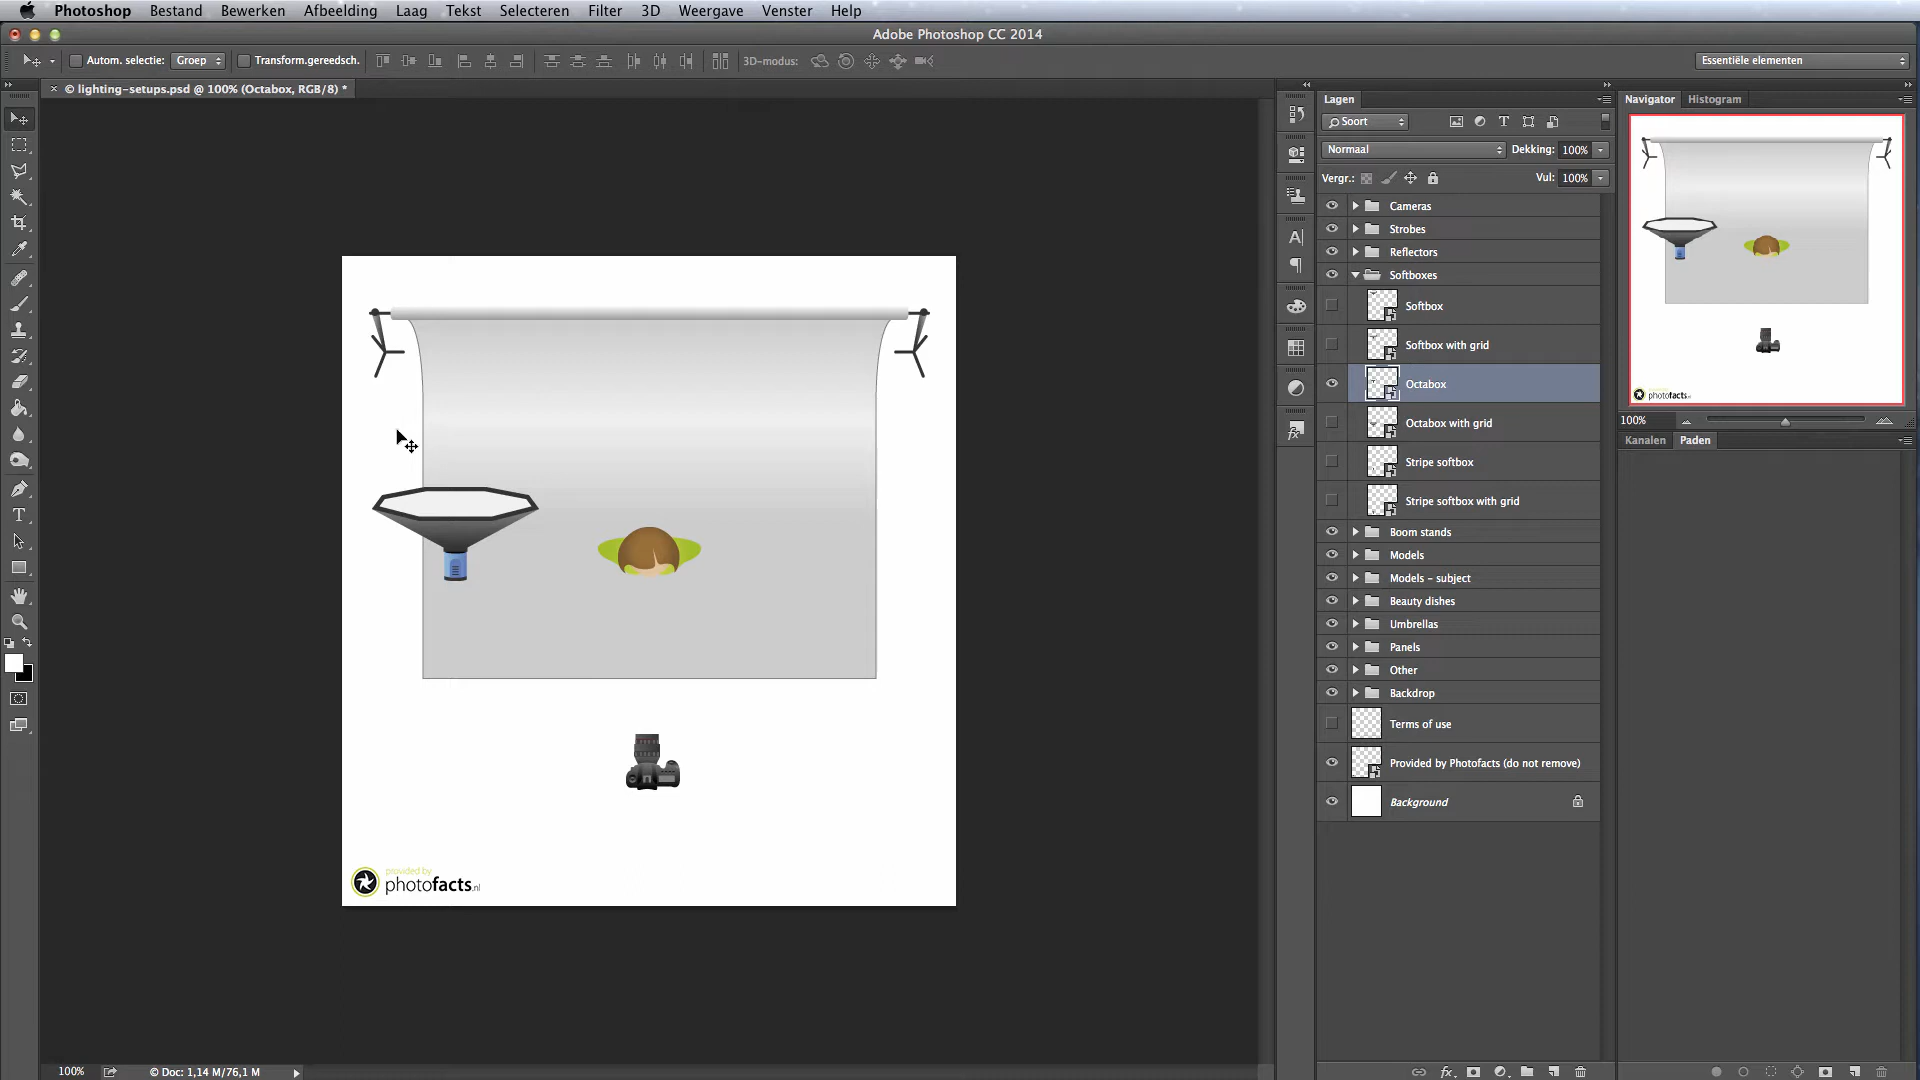 Photoshop Bestand Bewerken Afbeelding Laag Tekst Selecteren Filter 3D Weergave Venster Help
Adobe Photoshop CC 2014
Autom. selectie: Groep Transform.gereedsch. 3D-modus: Essentiële elementen
× © lighting-setups.psd @ 100% (Octabox, RGB/8) *
Lagen
Navigator Histogram
Soort
Normaal Dekking: 100%
Vergr.: Vul: 100%
Cameras
Strobes
Reflectors
Softboxes
Softbox
Softbox with grid
Octabox
Octabox with grid
Stripe softbox
Stripe softbox with grid
Boom stands
Models
Models - subject
Beauty dishes
Umbrellas
Panels
Other
Backdrop
Terms of use
Provided by Photofacts (do not remove)
Background
photofacts
100%
Kanalen Paden
provided by
photofacts.nl
100% © Doc: 1,14 M/76,1 M